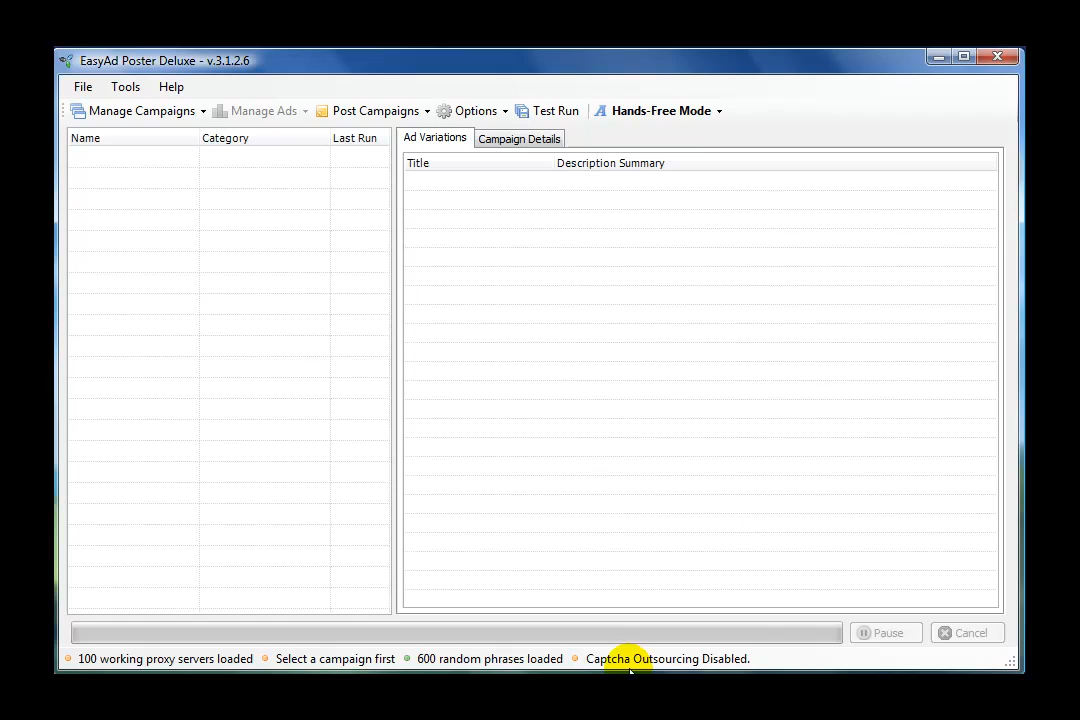 EasyAd Poster Deluxe - v.3.1.2.6
File Tools Help
Manage Campaigns Manage Ads Post Campaigns Options Test Run A Hands-Free Mode
Name Category Last Run
Ad Variations Campaign Details
Title Description Summary
Pause Cancel
100 working proxy servers loaded Select a campaign first 600 random phrases loaded Captcha Outsourcing Disabled.